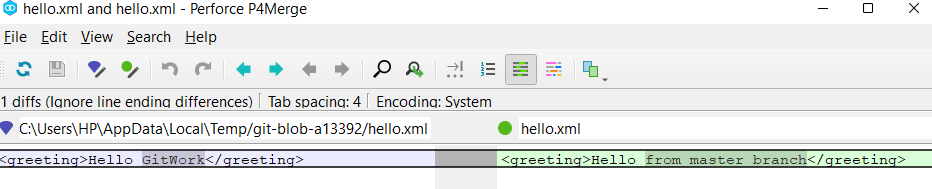 hello.xml and hello.xml - Perforce P4Merge
File Edit View Search Help
1 diffs (Ignore line ending differences) Tab spacing: 4 Encoding: System
C:\Users\HP\AppData\Local\Temp/git-blob-a13392/hello.xml hello.xml
<greeting>Hello GitWork</greeting> <greeting>Hello from master branch</greeting>